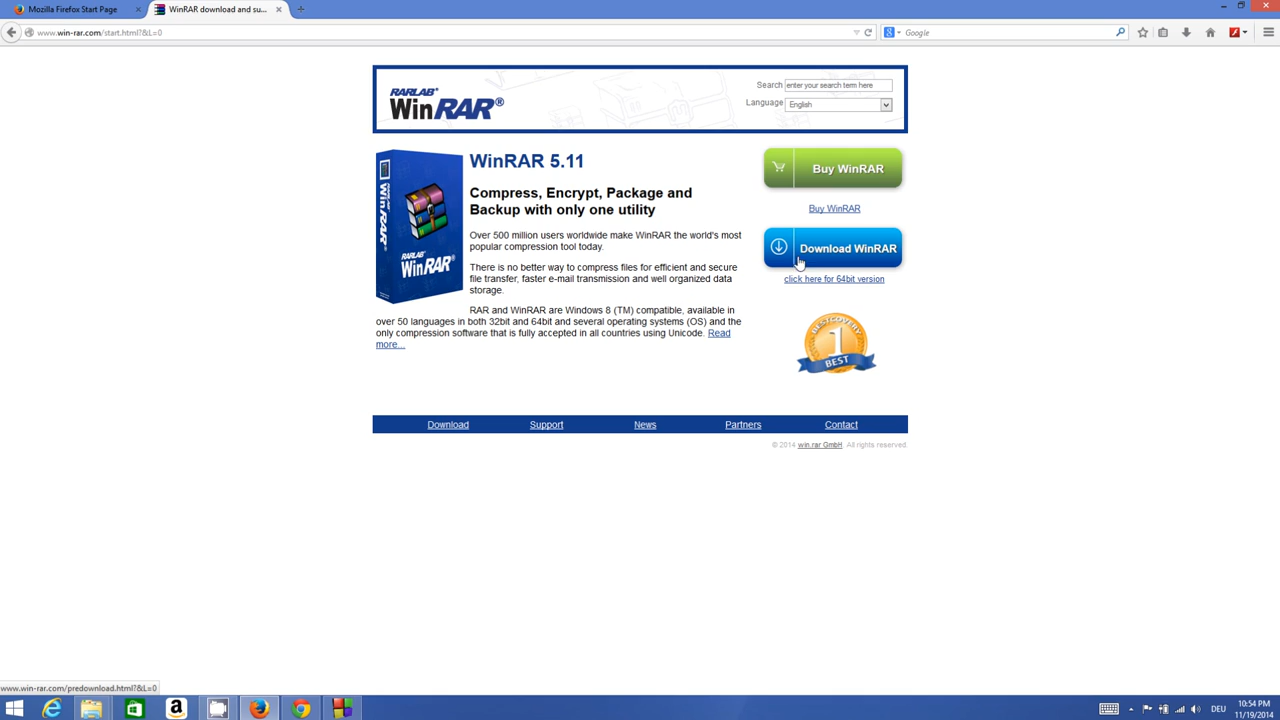 Mozilla Firefox Start Page
WinRAR download and su...
www.win-rar.com/start.html?&L=0
Google
RARLAB®
WinRAR®
Search enter your search term here
Language English
WinRAR
WinRAR
WinRAR 5.11
Compress, Encrypt, Package and
Backup with only one utility
Over 500 million users worldwide make WinRAR the world's most
popular compression tool today.
There is no better way to compress files for efficient and secure
file transfer, faster e-mail transmission and well organized data
storage.
RAR and WinRAR are Windows 8 (TM) compatible, available in
over 50 languages in both 32bit and 64bit and several operating systems (OS) and the
only compression software that is fully accepted in all countries using Unicode. Read
more...
Buy WinRAR
Buy WinRAR
Download WinRAR
click here for 64bit version
BESTCOVERY
1
BEST
Download Support News Partners Contact
© 2014 win.rar GmbH. All rights reserved.
www.win-rar.com/predownload.html?&L=0
DEU
10:54 PM
11/19/2014